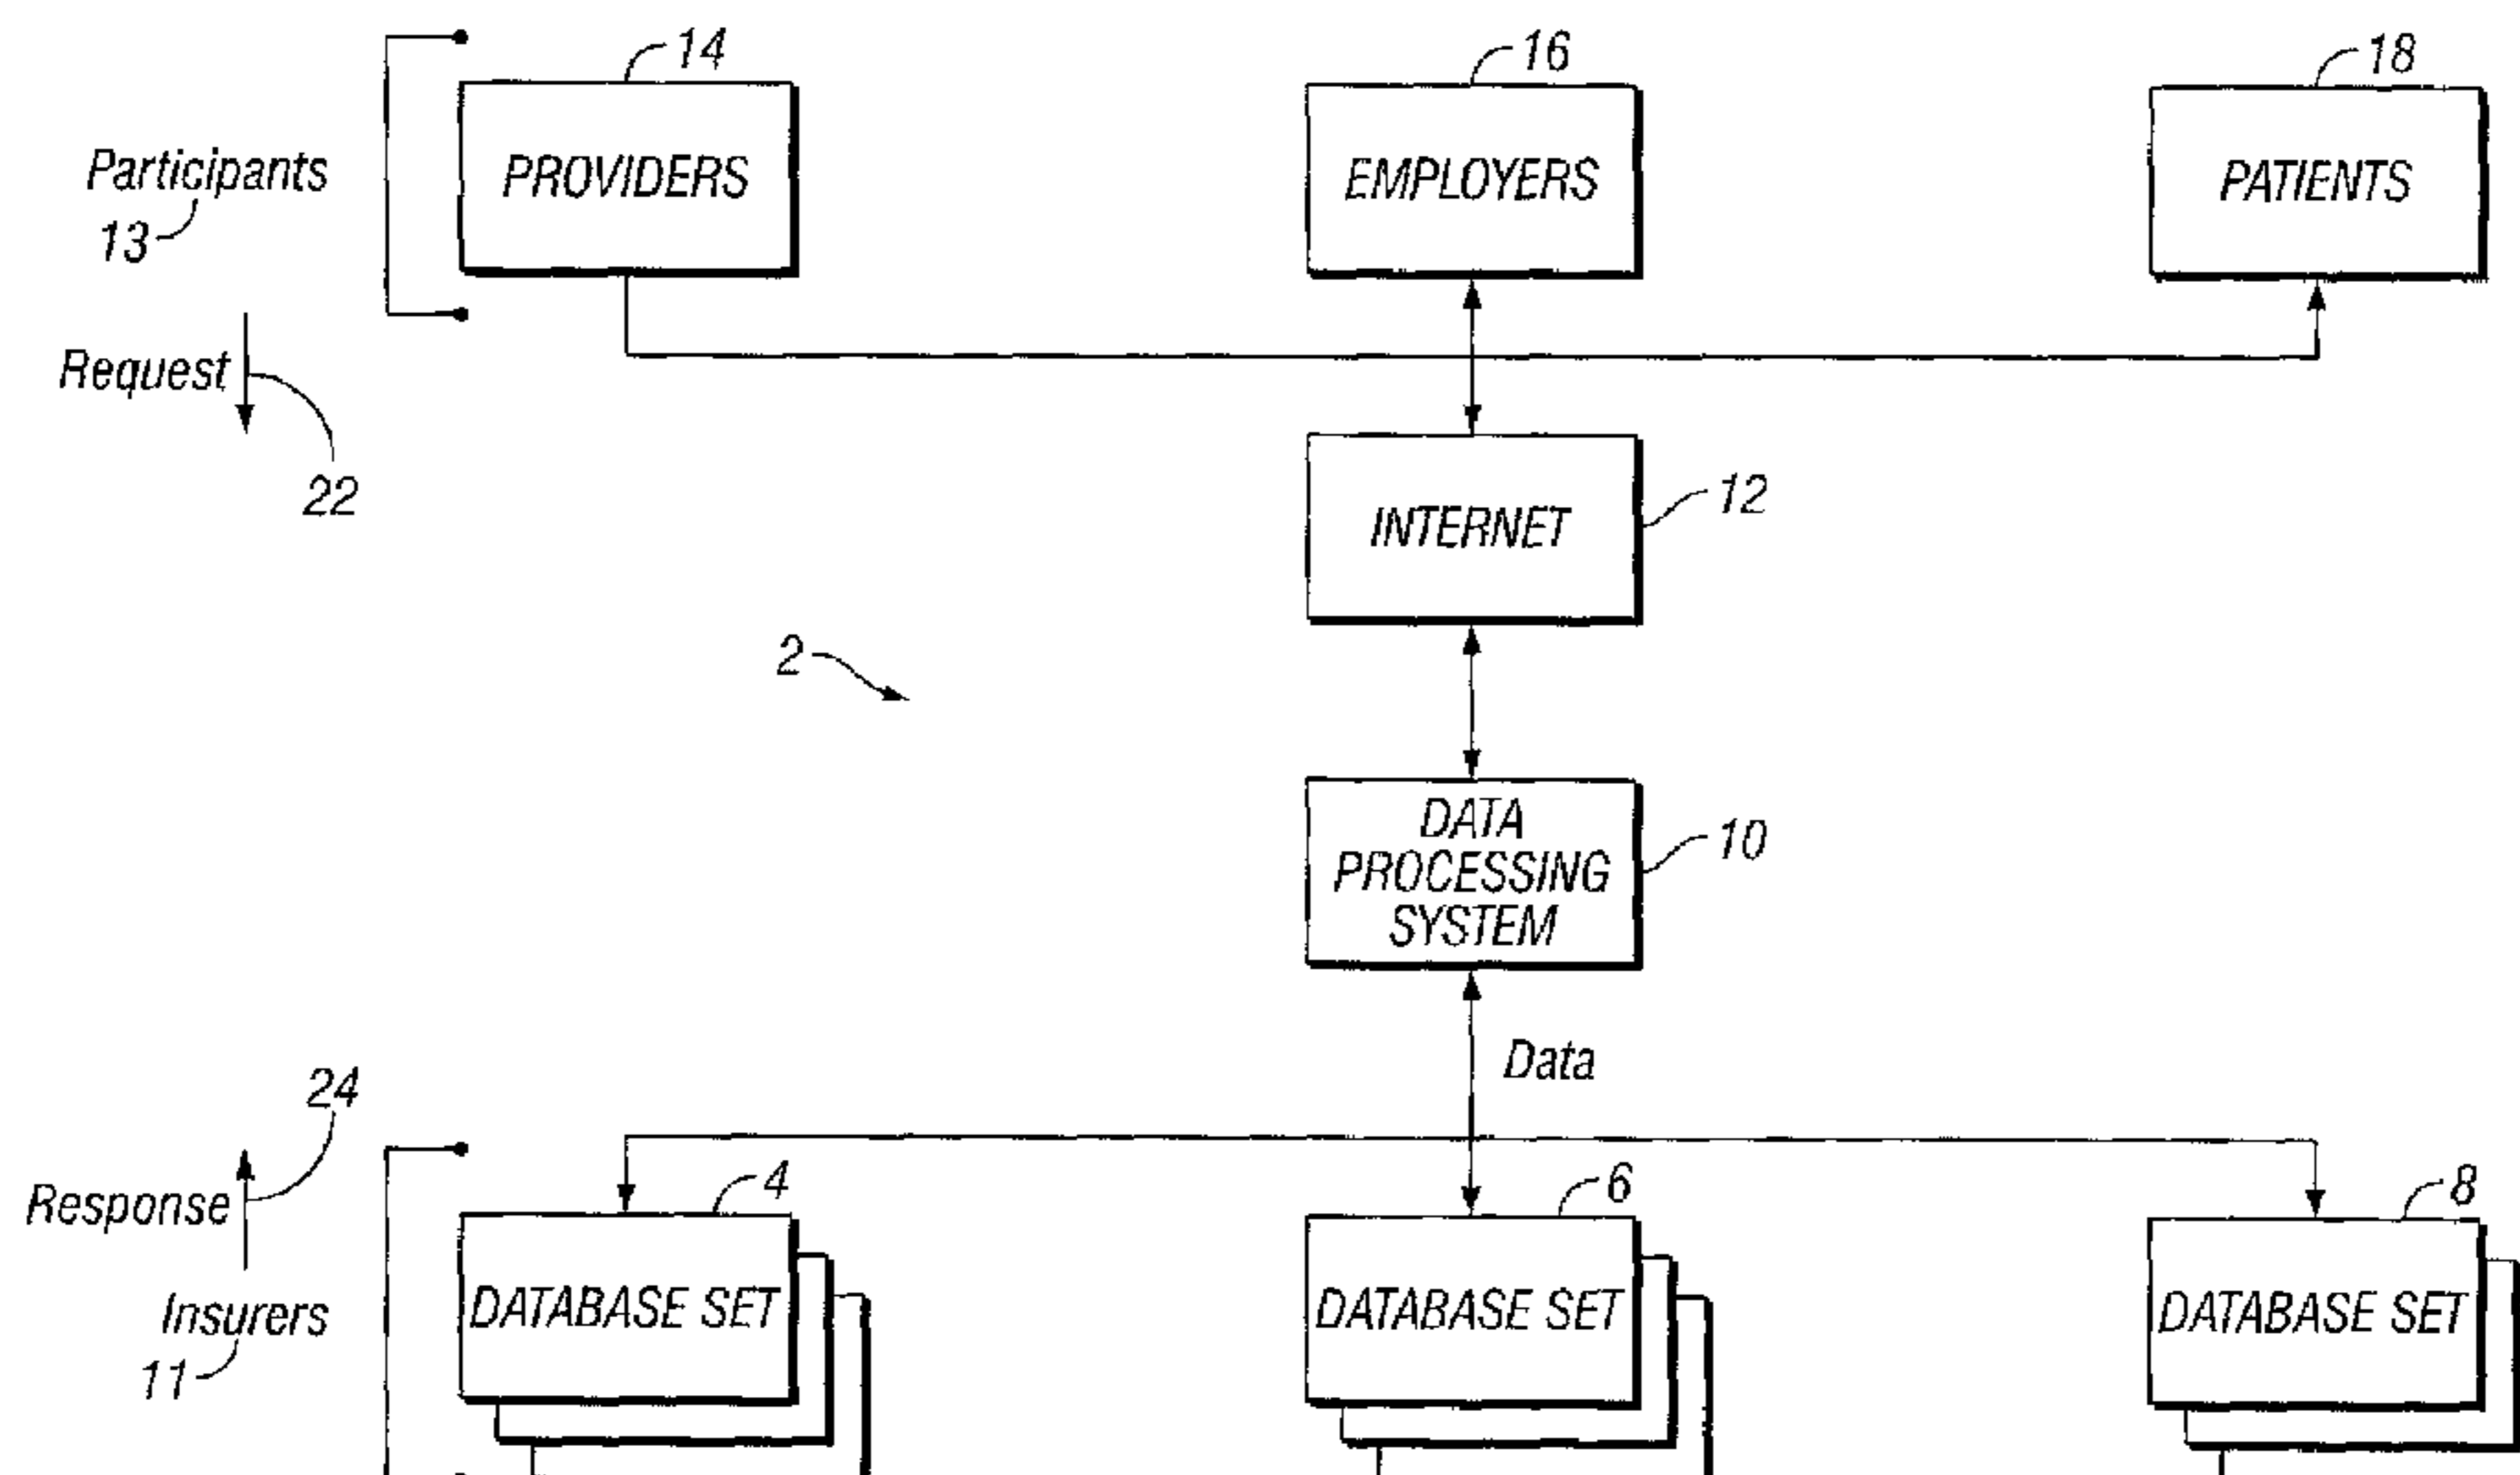 14
16
18
PROVIDERS
EMPLOYERS
PATIENTS
Participants
13
Request
22
INTERNET
12
2
DATA
PROCESSING
SYSTEM
10
Data
24
Response
4
6
8
DATABASE SET
DATABASE SET
DATABASE SET
Insurers
11